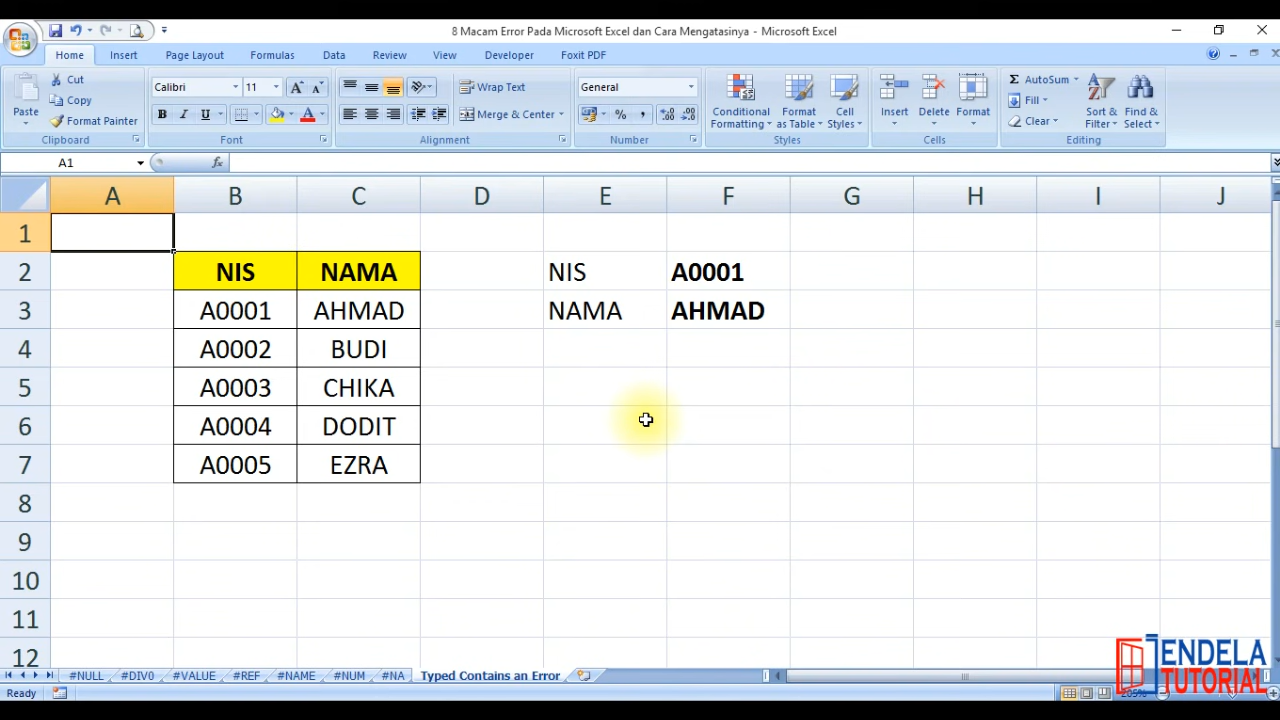 8 Macam Error Pada Microsoft Excel dan Cara Mengatasinya - Microsoft Excel
Home Insert Page Layout Formulas Data Review View Developer Foxit PDF
Paste
Cut
Copy
Format Painter
Clipboard
Calibri 11
B I U
Font
Wrap Text
Merge & Center
Alignment
General
Number
Conditional Formatting
Format as Table
Cell Styles
Styles
Insert Delete Format
Cells
AutoSum
Fill
Clear
Sort & Filter
Find & Select
Editing
A1 fx
A B C D E F G H I J
1
2 NIS NAMA NIS A0001
3 A0001 AHMAD NAMA AHMAD
4 A0002 BUDI
5 A0003 CHIKA
6 A0004 DODIT
7 A0005 EZRA
8
9
10
11
12
#NULL #DIV0 #VALUE #REF #NAME #NUM #NA Typed Contains an Error
Ready 205%
JENDELA
TUTORIAL